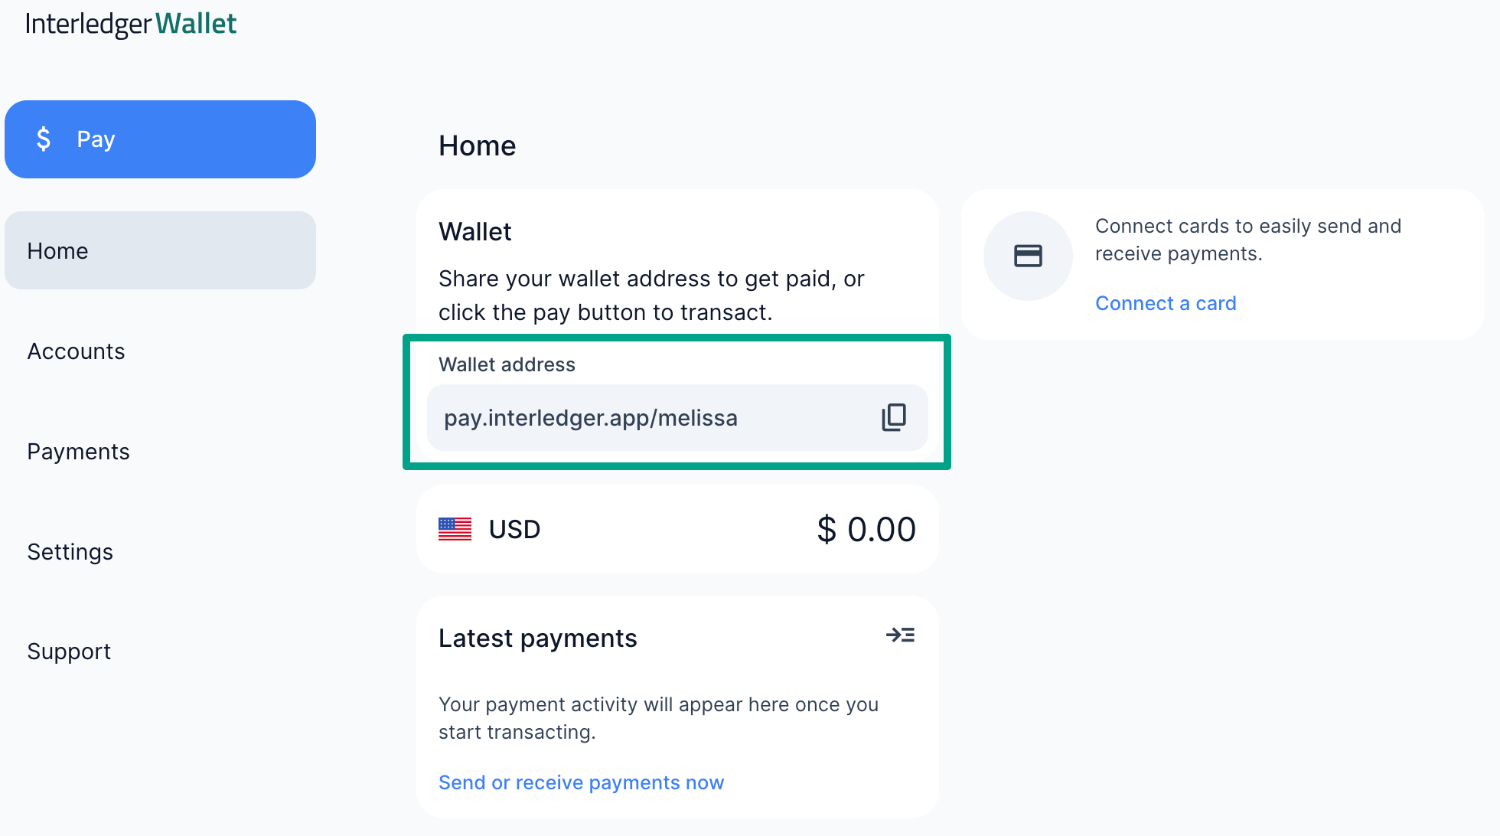 Interledger Wallet
$ Pay
Home
Accounts
Payments
Settings
Support
Home
Wallet
Share your wallet address to get paid, or
click the pay button to transact.
Wallet address
pay.interledger.app/melissa
USD $ 0.00
Latest payments
Your payment activity will appear here once you
start transacting.
Send or receive payments now
Connect cards to easily send and
receive payments.
Connect a card